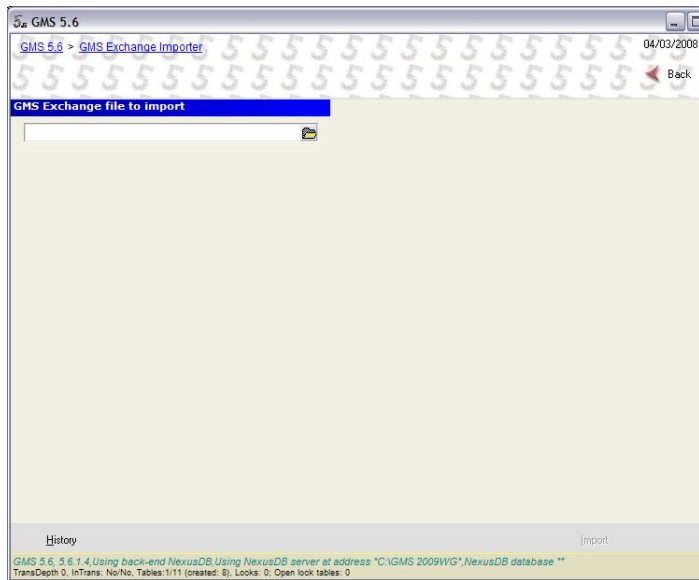 5.6 GMS 5.6
GMS 5.6 > GMS Exchange Importer
04/03/2008
Back
GMS Exchange file to import
History
Import
GMS 5.6, 5.6.1.4,Using back-end NexusDB,Using NexusDB server at address "C:\GMS 2009WG",NexusDB database ""
TransDepth 0, InTrans: No/No, Tables:1/11 (created: 8), Locks: 0; Open lock tables: 0